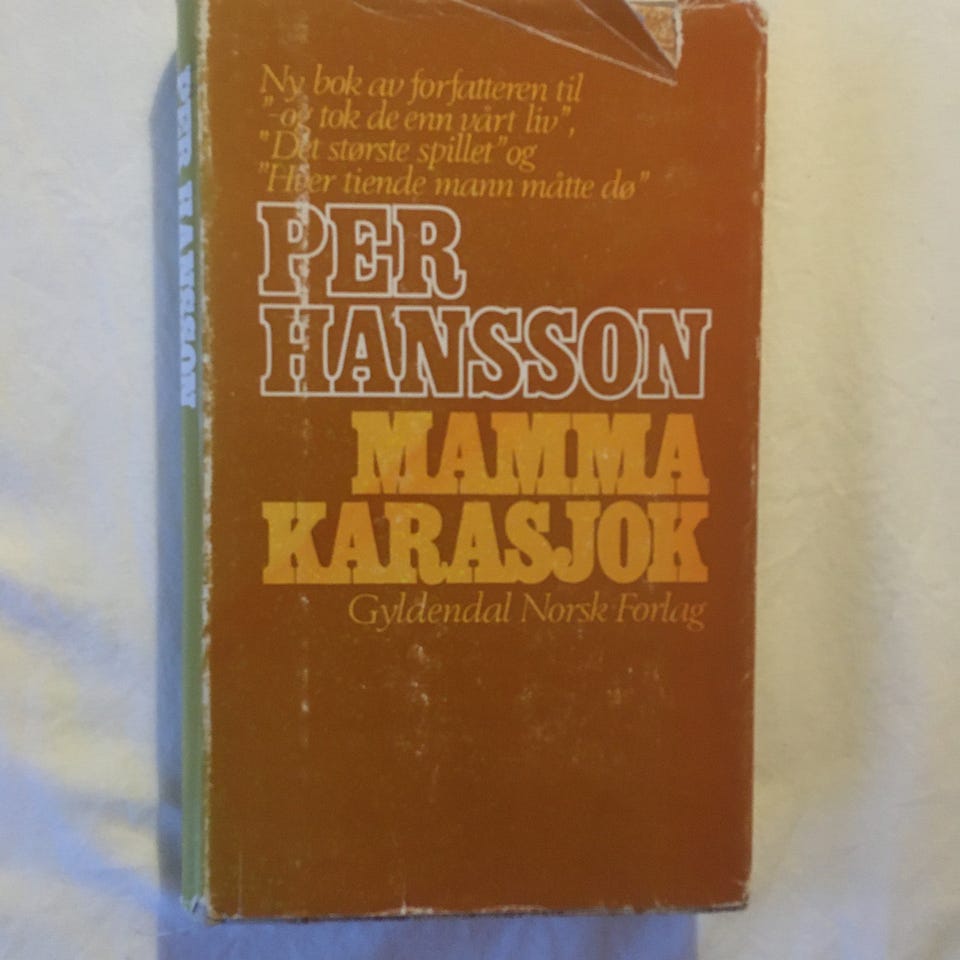 Ny bok av forfatteren til
"-og tok de enn vårt liv",
"Det største spillet" og
"Hver tiende mann måtte dø"
PER
HANSSON
MAMMA
KARASJOK
Gyldendal Norsk Forlag
PER HANSSON